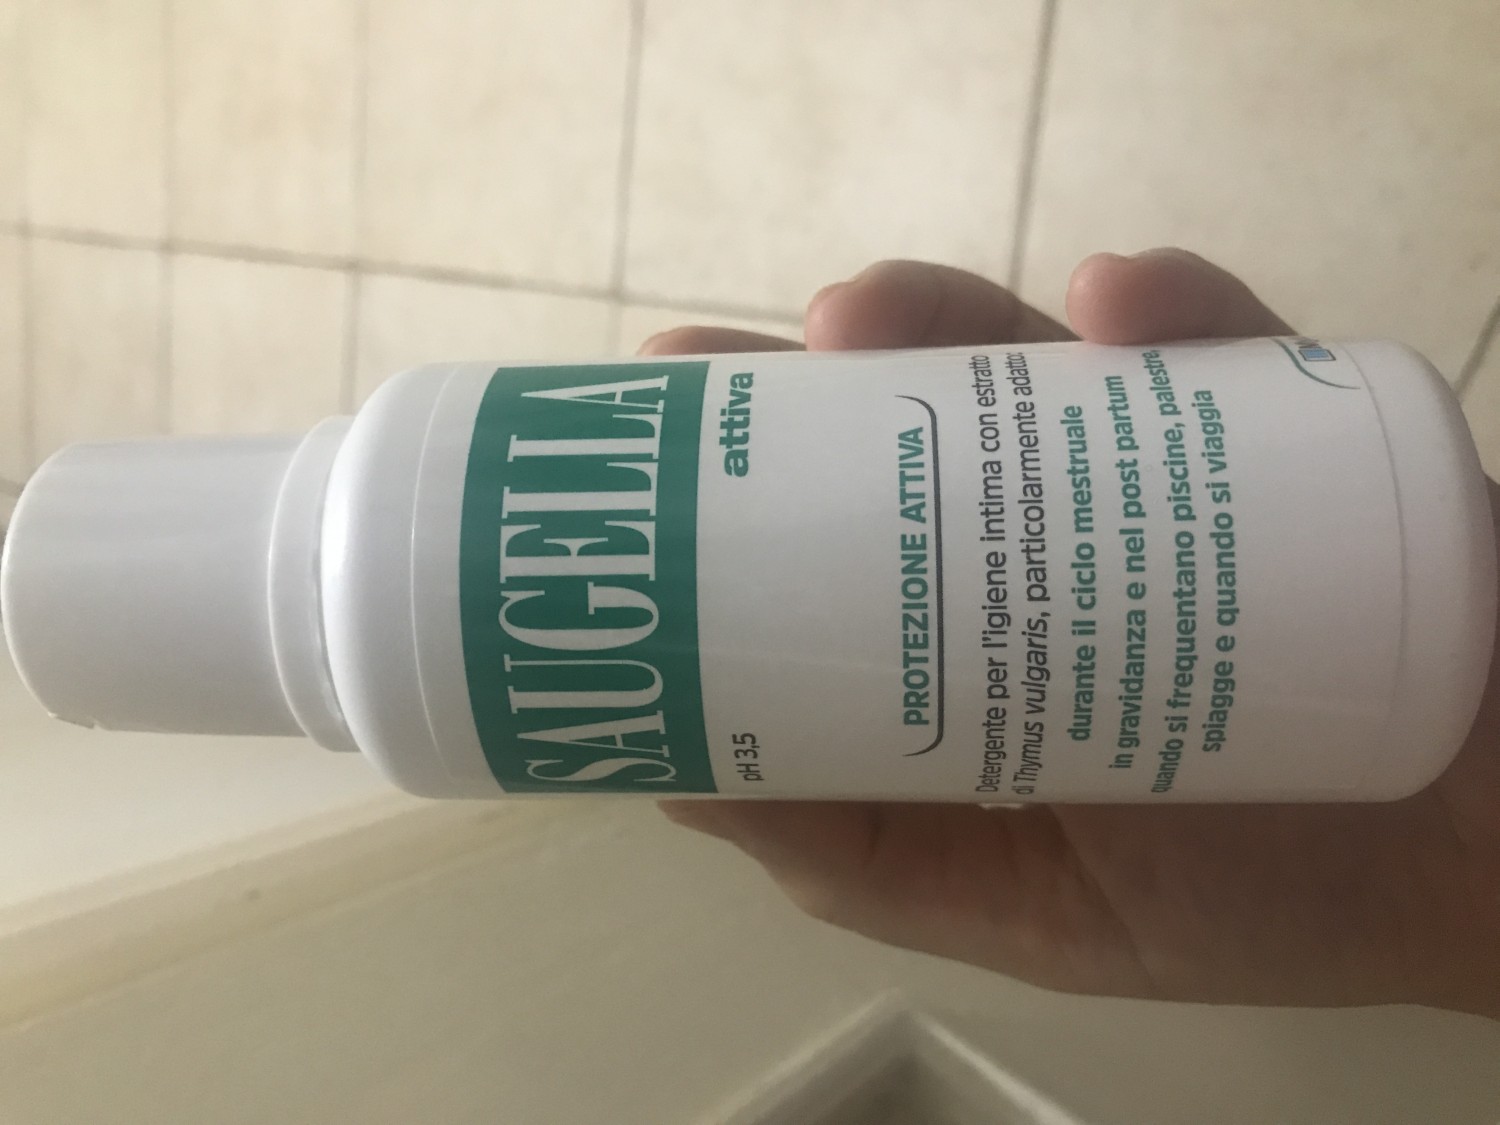 SAUGELLA
attiva
pH 3,5
PROTEZIONE ATTIVA
Detergente per l'igiene intima con estratto
di Thymus vulgaris, particolarmente adatto:
durante il ciclo mestruale
in gravidanza e nel post partum
quando si frequentano piscine, palestre,
spiagge e quando si viaggia